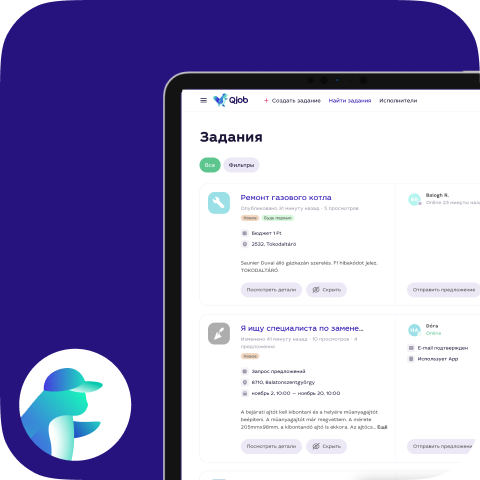 Qjob
+ Создать задание Найти задания Исполнители
Задания
Все Фильтры
Ремонт газового котла
Опубликовано 31 минуту назад · 5 просмотров
Новое Будь первым
Бюджет 1 Ft
2532, Tokodaltáró
Saunier Duval álló gázkazán szerelés. F1 hibakódot jelez.
TOKODALTÁRÓ
Посмотреть детали Скрыть
Balogh R.
Online 23 минуты наза
Отправить предложение
Я ищу специалиста по замене...
Изменено 41 минуту назад · 10 просмотров · 4
предложения
Новое
Запрос предложений
8710, Balatonszentgyörgy
ноябрь 2, 10:00 — ноябрь 20, 10:00
A bejárati ajtót kell kibontani és a helyére műanyagajtót
beépíteni. A műanyagajtót már megvettem. A mérete
205mmx98mm, a kibontandó ajtó is ekkora. Az ajtócs... Ещё
Посмотреть детали Скрыть
Dóra
Online
E-mail подтвержден
Использует App
Отправить предложени